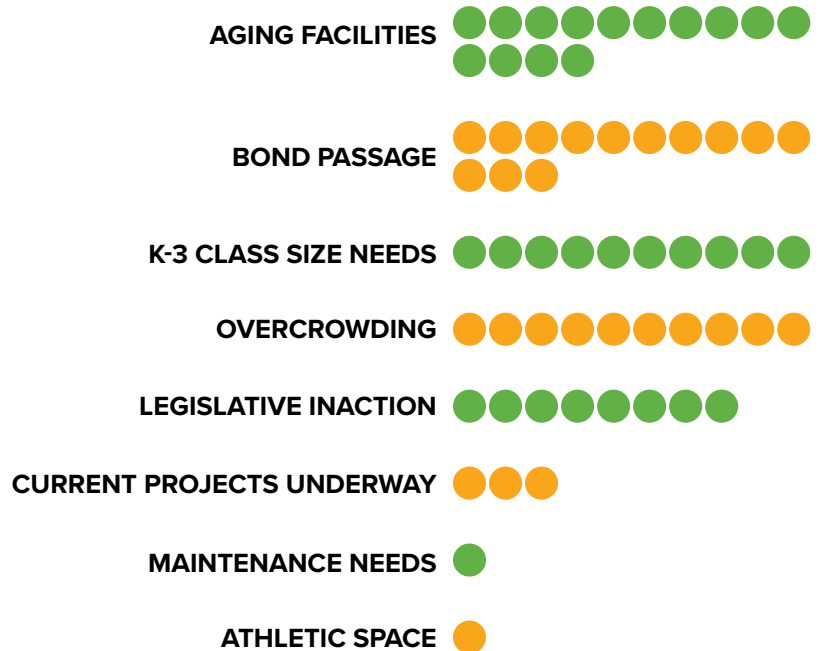 AGING FACILITIES
BOND PASSAGE
K-3 CLASS SIZE NEEDS
OVERCROWDING
LEGISLATIVE INACTION
CURRENT PROJECTS UNDERWAY
MAINTENANCE NEEDS
ATHLETIC SPACE